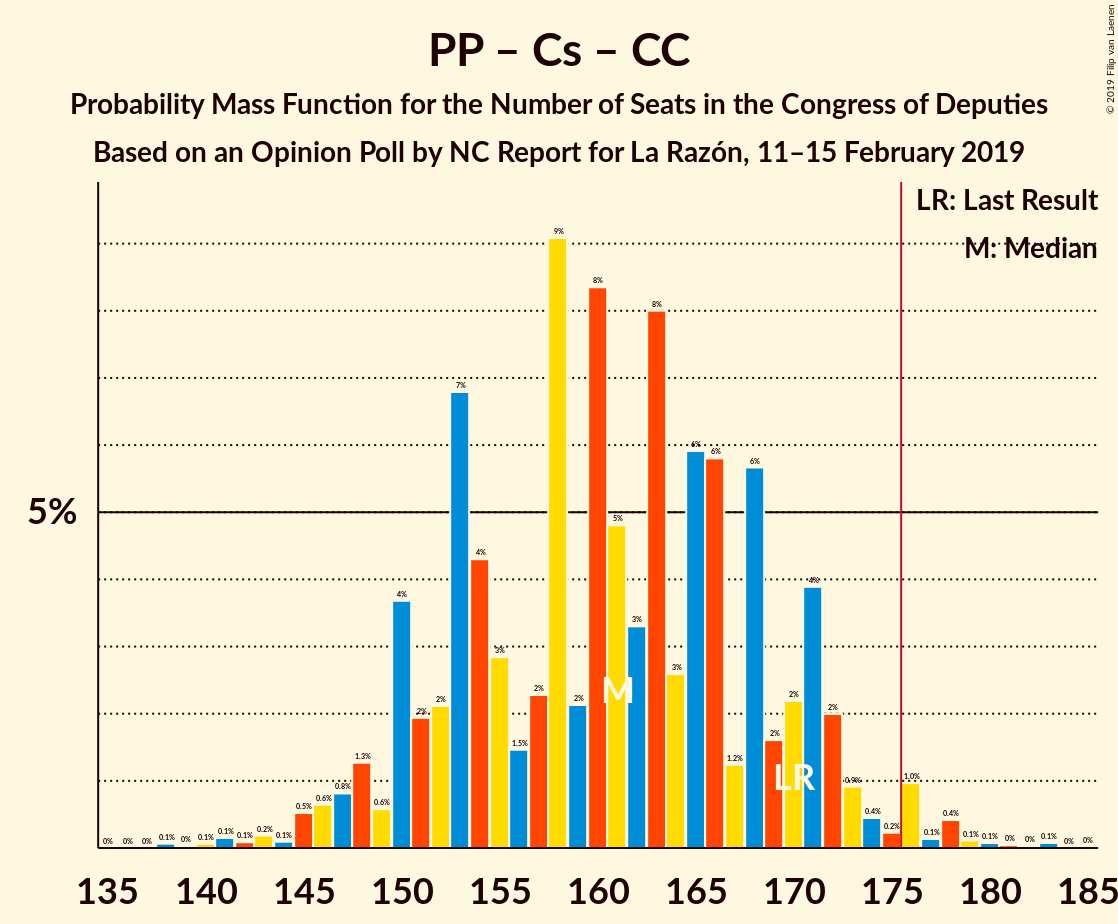 © 2019 Filip van Laenen
PP – Cs – CC
Probability Mass Function for the Number of Seats in the Congress of Deputies
Based on an Opinion Poll by NC Report for La Razón, 11–15 February 2019
LR: Last Result
M: Median
5%
0% 0% 0% 0.1% 0% 0.1% 0.1% 0.1% 0.2% 0.1% 0.5% 0.6% 0.8% 1.3% 0.6% 4% 2% 2% 7% 4% 3% 1.5% 2% 9% 2% 8% 5% 3% 8% 3% 6% 6% 1.2% 6% 2% 2% 4% 2% 0.9% 0.4% 0.2% 1.0% 0.1% 0.4% 0.1% 0.1% 0% 0% 0.1% 0% 0%
M
LR
135 140 145 150 155 160 165 170 175 180 185